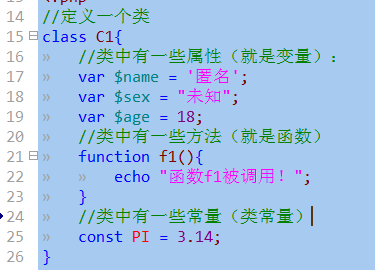 14 //定义一个类
15 class C1{
16 » //类中有一些属性（就是变量）：
17 » var $name = '匿名';
18 » var $sex = "未知";
19 » var $age = 18;
20 » //类中有一些方法（就是函数）
21 » function f1(){
22 » » echo "函数f1被调用！";
23 » }
24 » //类中有一些常量（类常量）
25 » const PI = 3.14;
26 }